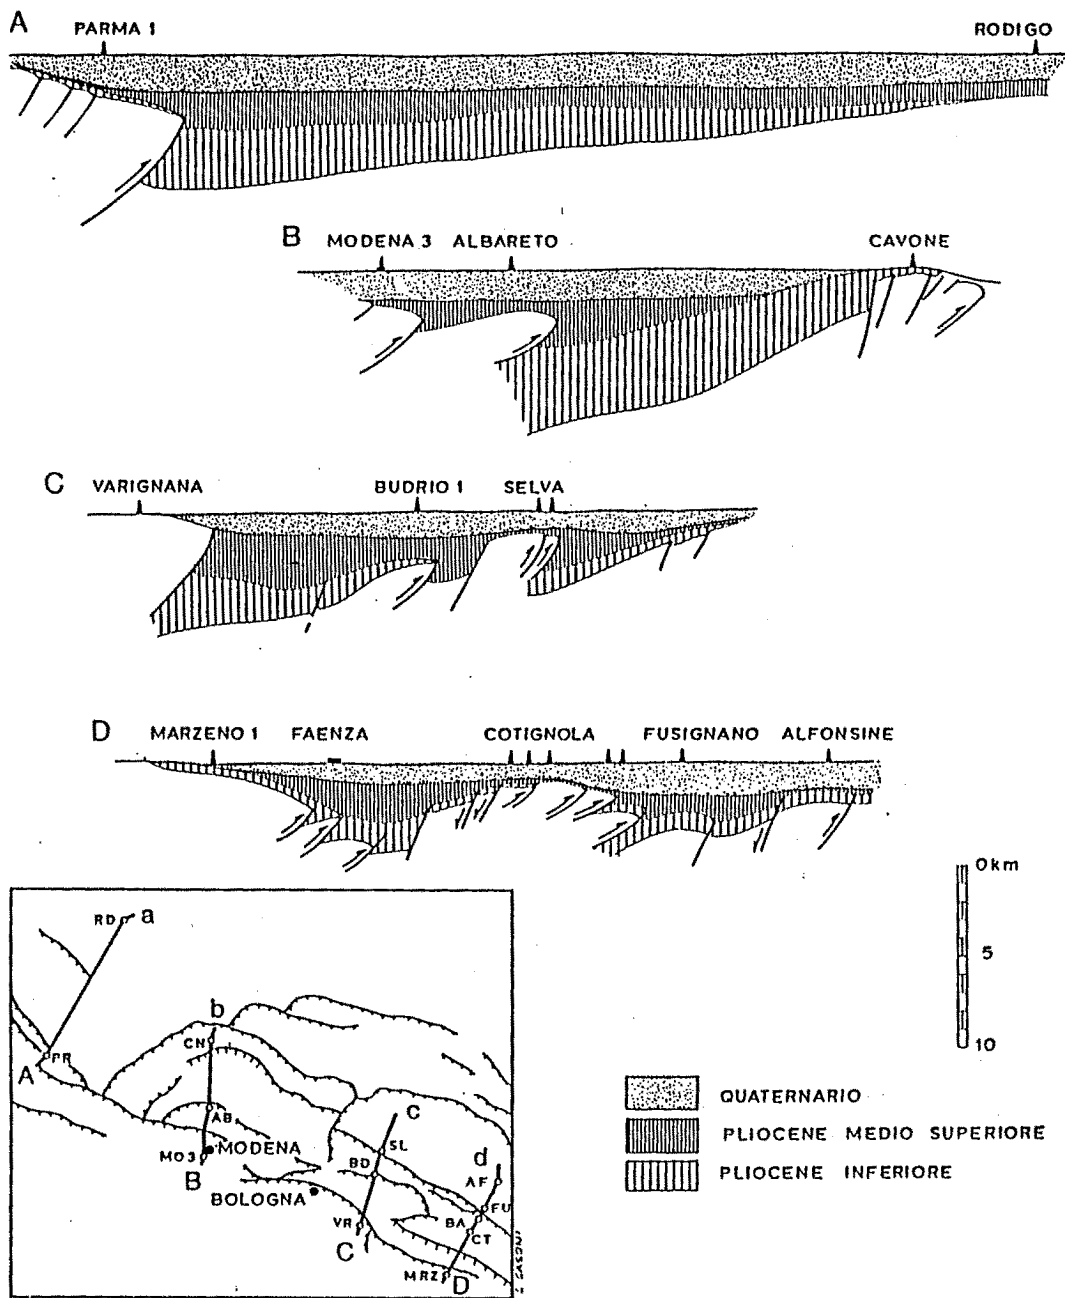 A
PARMA 1 RODIGO
B
MODENA 3 ALBARETO CAVONE
C
VARIGNANA BUDRIO 1 SELVA
D
MARZENO 1 FAENZA COTIGNOLA FUSIGNANO ALFONSINE
0 km
5
10
RD a
b
CN
PR
A
AB.
C
MODENA
MO3
SL
B
BD
d
AF
BOLOGNA
FU
VR
BA
CT
C
MRZ
D
QUATERNARIO
PLIOCENE MEDIO SUPERIORE
PLIOCENE INFERIORE